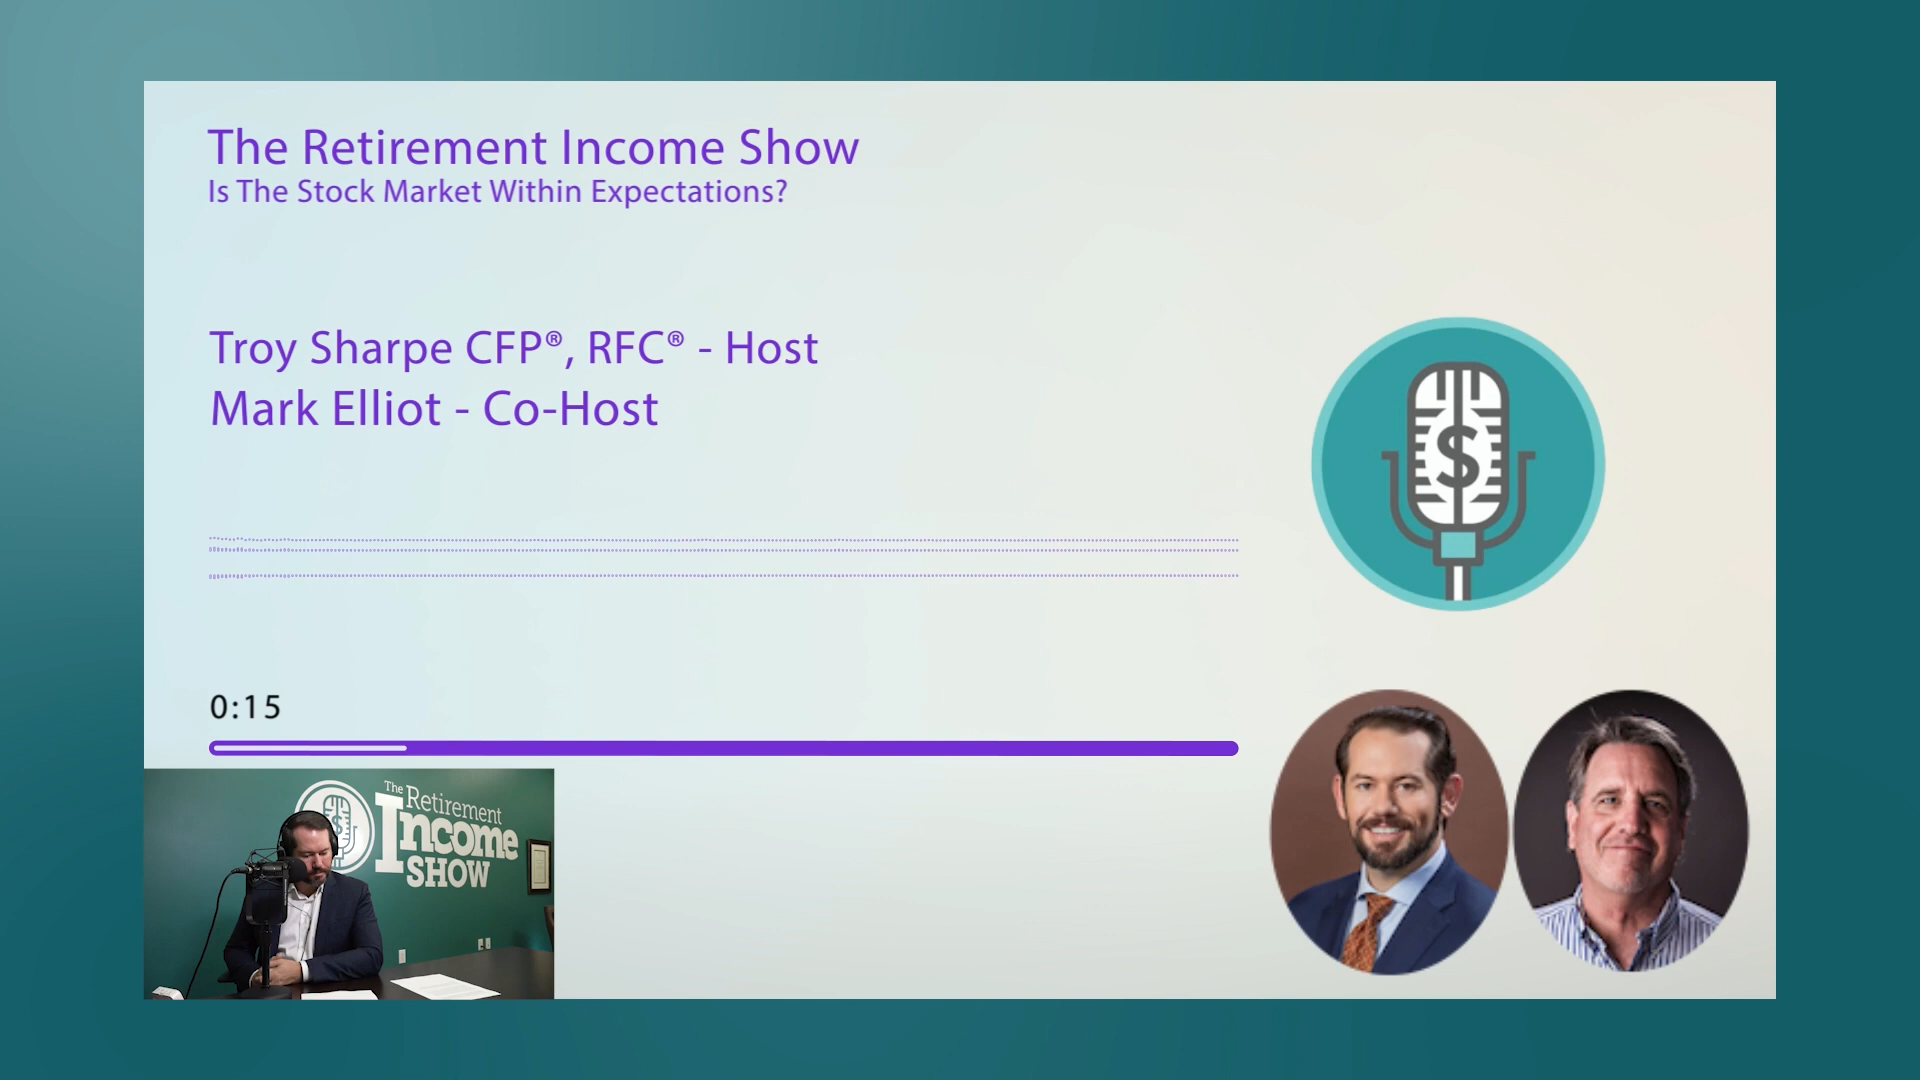 The Retirement Income Show
Is The Stock Market Within Expectations?
Troy Sharpe CFP®, RFC® - Host
Mark Elliot - Co-Host
$
0:15
The Retirement
Income
SHOW